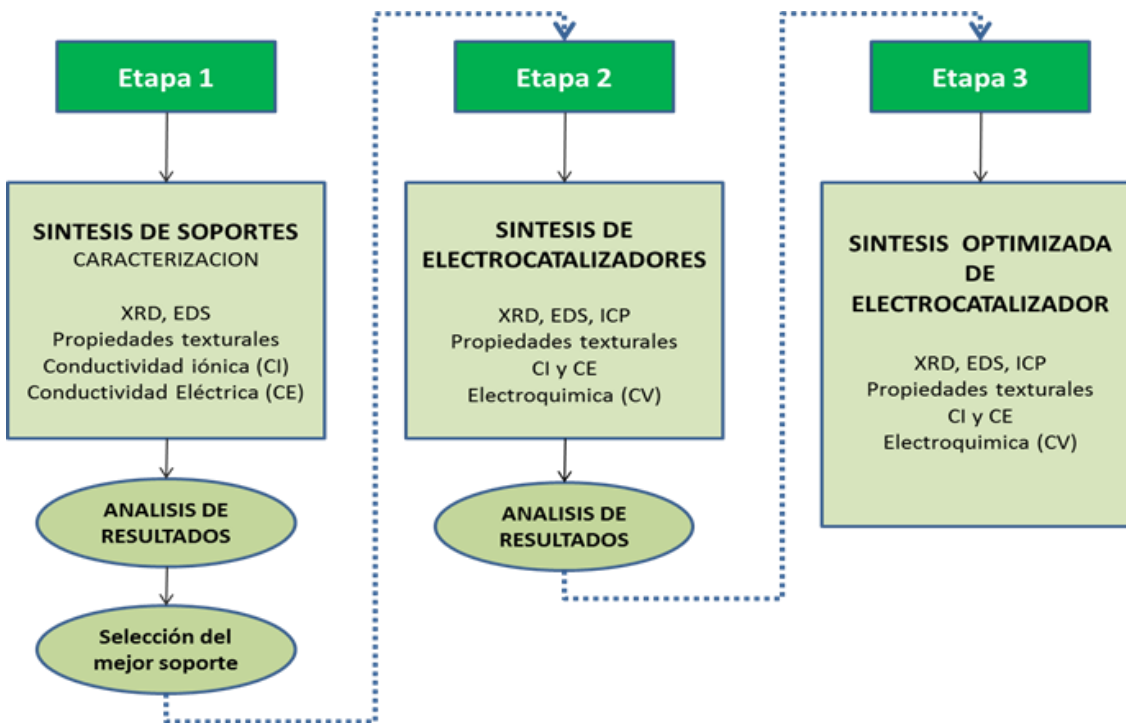 Etapa 1
SINTESIS DE SOPORTES
CARACTERIZACION
XRD, EDS
Propiedades texturales
Conductividad iónica (CI)
Conductividad Eléctrica (CE)
ANALISIS DE
RESULTADOS
Selección del
mejor soporte
Etapa 2
SINTESIS DE
ELECTROCATALIZADORES
XRD, EDS, ICP
Propiedades texturales
CI y CE
Electroquimica (CV)
ANALISIS DE
RESULTADOS
Etapa 3
SINTESIS OPTIMIZADA
DE
ELECTROCATALIZADOR
XRD, EDS, ICP
Propiedades texturales
CI y CE
Electroquimica (CV)